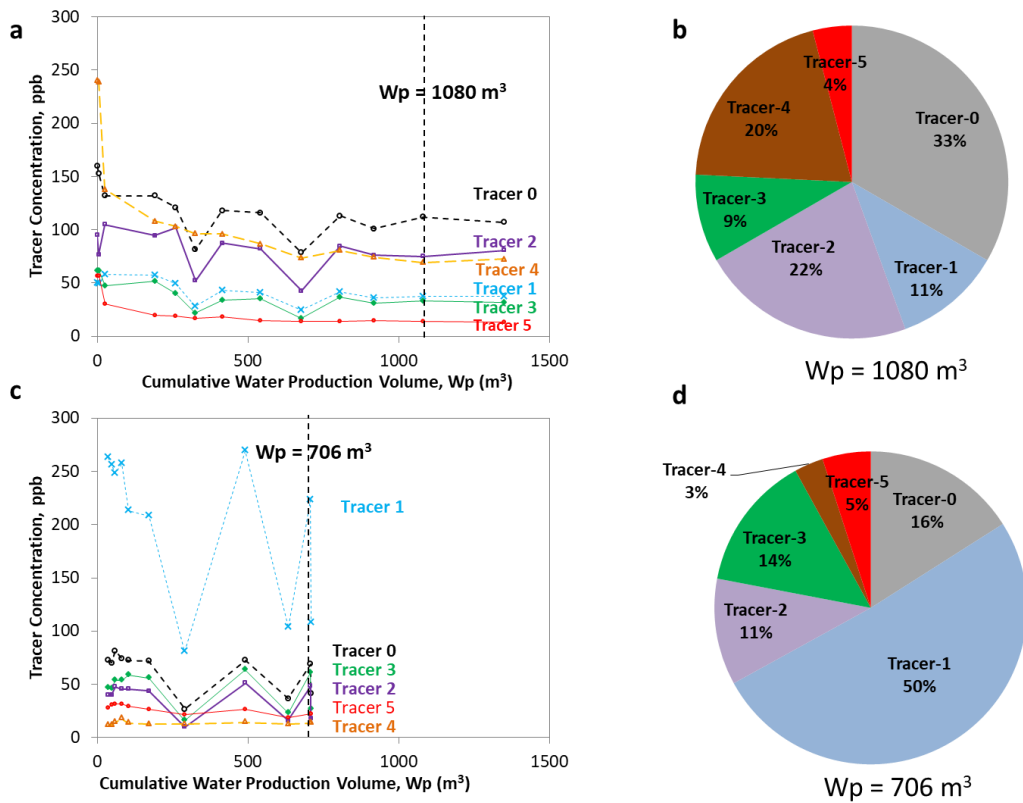 a
300
250
200
150
100
50
0
Tracer Concentration, ppb
Wp = 1080 m³
Tracer 0
Tracer 2
Tracer 4
Tracer 1
Tracer 3
Tracer 5
0
500
1000
1500
Cumulative Water Production Volume, Wp (m³)
b
Tracer-5
4%
Tracer-4
20%
Tracer-0
33%
Tracer-3
9%
Tracer-2
22%
Tracer-1
11%
Wp = 1080 m³
c
300
250
200
150
100
50
0
Tracer Concentration, ppb
Wp = 706 m³
Tracer 1
Tracer 0
Tracer 3
Tracer 2
Tracer 5
Tracer 4
0
500
1000
1500
Cumulative Water Production Volume, Wp (m³)
d
Tracer-4
3%
Tracer-5
5%
Tracer-0
16%
Tracer-3
14%
Tracer-2
11%
Tracer-1
50%
Wp = 706 m³